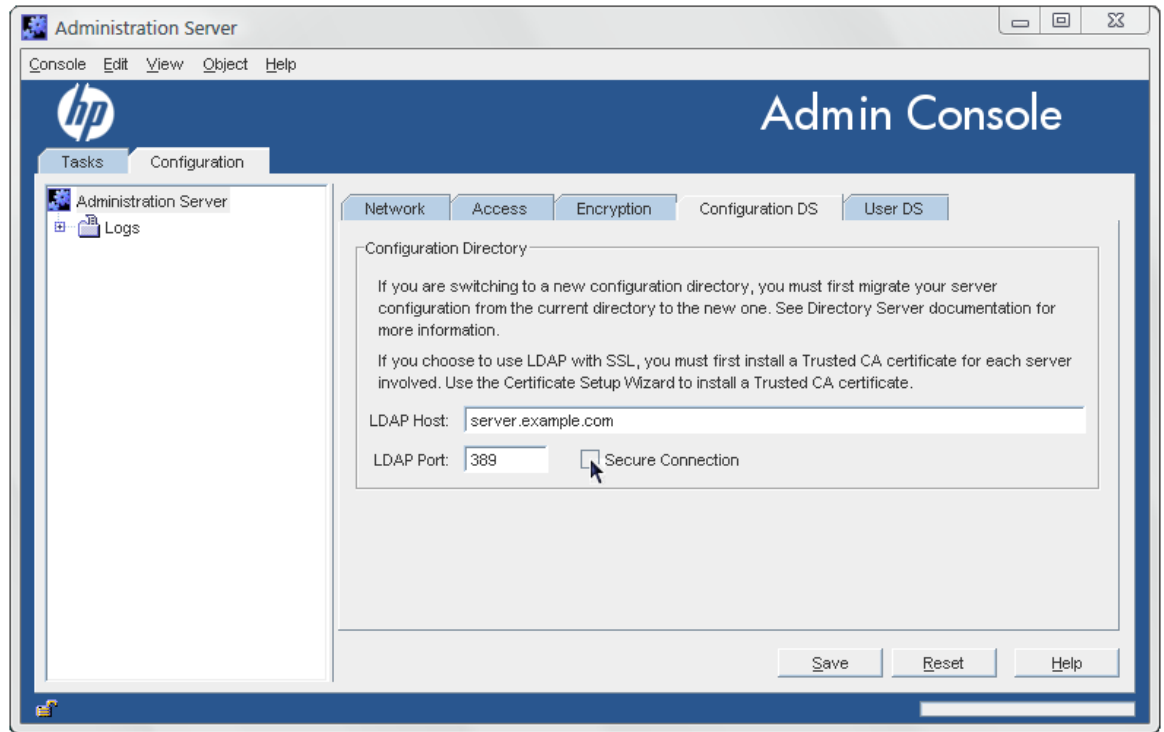 Administration Server
Console Edit View Object Help
hp
Admin Console
Tasks Configuration
Administration Server
Logs
Network Access Encryption Configuration DS User DS
Configuration Directory
If you are switching to a new configuration directory, you must first migrate your server
configuration from the current directory to the new one. See Directory Server documentation for
more information.
If you choose to use LDAP with SSL, you must first install a Trusted CA certificate for each server
involved. Use the Certificate Setup Wizard to install a Trusted CA certificate.
LDAP Host: server.example.com
LDAP Port: 389 Secure Connection
Save Reset Help